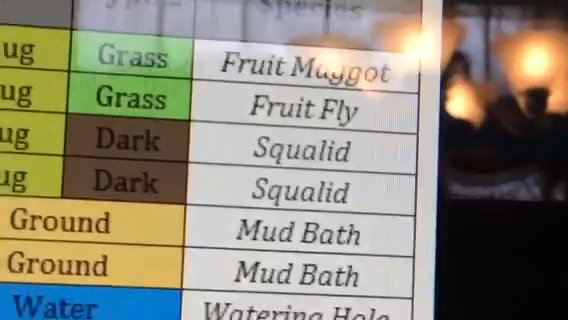 Species
ug Grass Fruit Maggot
ug Grass Fruit Fly
ug Dark Squalid
ug Dark Squalid
Ground Mud Bath
Ground Mud Bath
Water Watering Hole